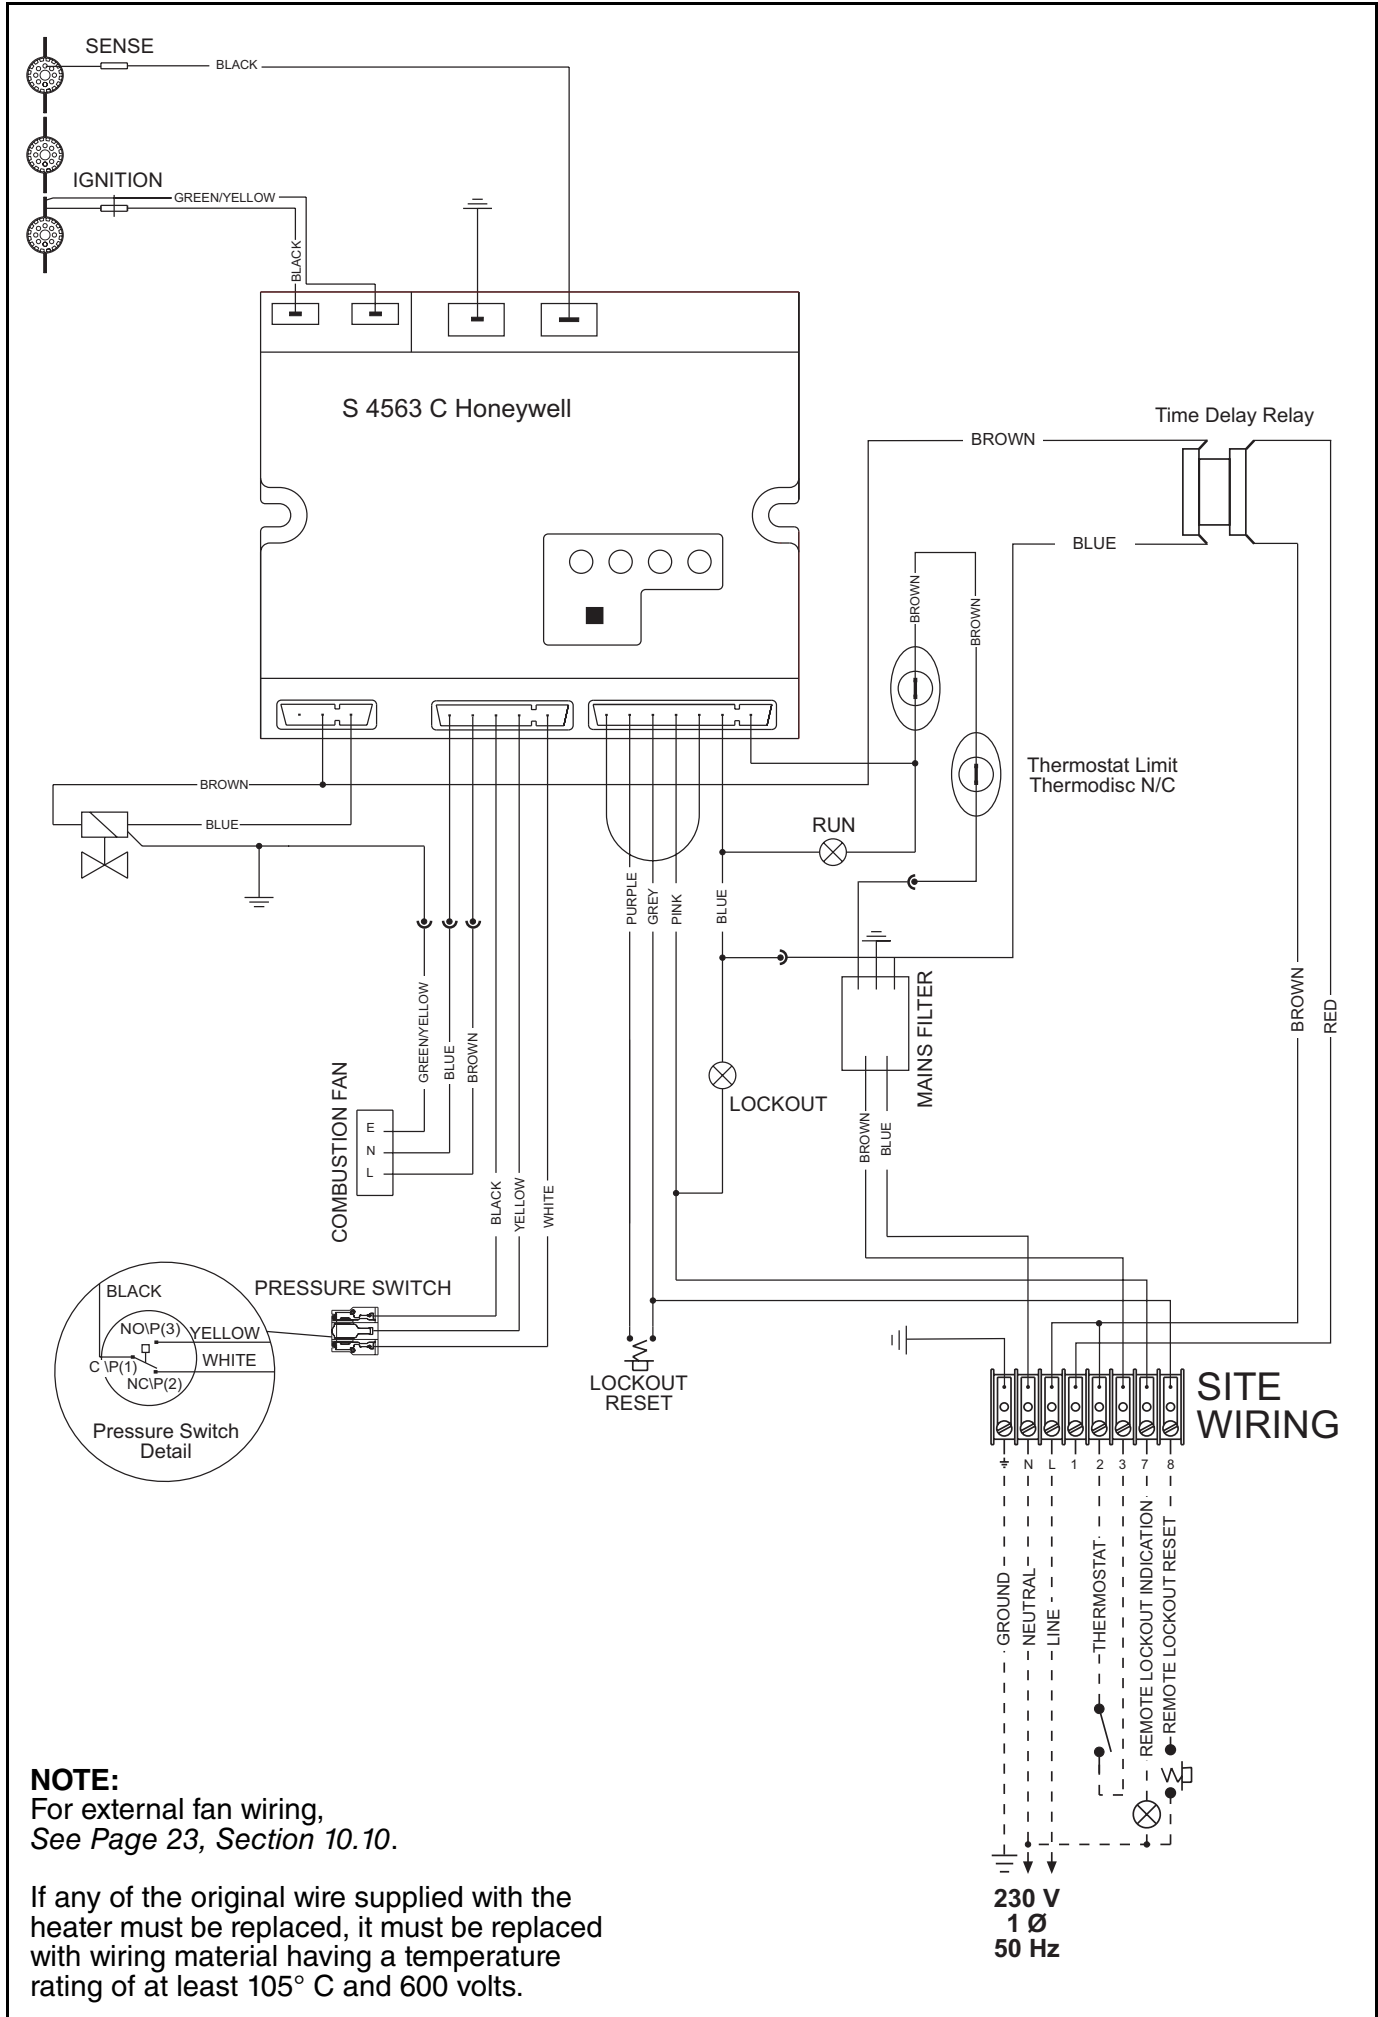 SENSE
BLACK
IGNITION
GREEN/YELLOW
BLACK
S 4563 C Honeywell
Time Delay Relay
BROWN
BLUE
BROWN
BROWN
Thermostat Limit
Thermodisc N/C
BROWN
BLUE
RUN
PURPLE
GREY
PINK
BLUE
MAINS FILTER
BROWN
RED
GREEN/YELLOW
BLUE
BROWN
COMBUSTION FAN
E
N
L
LOCKOUT
BROWN
BLUE
BLACK
YELLOW
WHITE
PRESSURE SWITCH
BLACK
NO\P(3)
YELLOW
C \P(1)
WHITE
NC\P(2)
Pressure Switch
Detail
LOCKOUT
RESET
SITE
WIRING
N L 1 2 3 7 8
GROUND
NEUTRAL
LINE
THERMOSTAT
REMOTE LOCKOUT INDICATION
REMOTE LOCKOUT RESET
230 V
1 Ø
50 Hz
NOTE:
For external fan wiring,
See Page 23, Section 10.10.
If any of the original wire supplied with the
heater must be replaced, it must be replaced
with wiring material having a temperature
rating of at least 105° C and 600 volts.